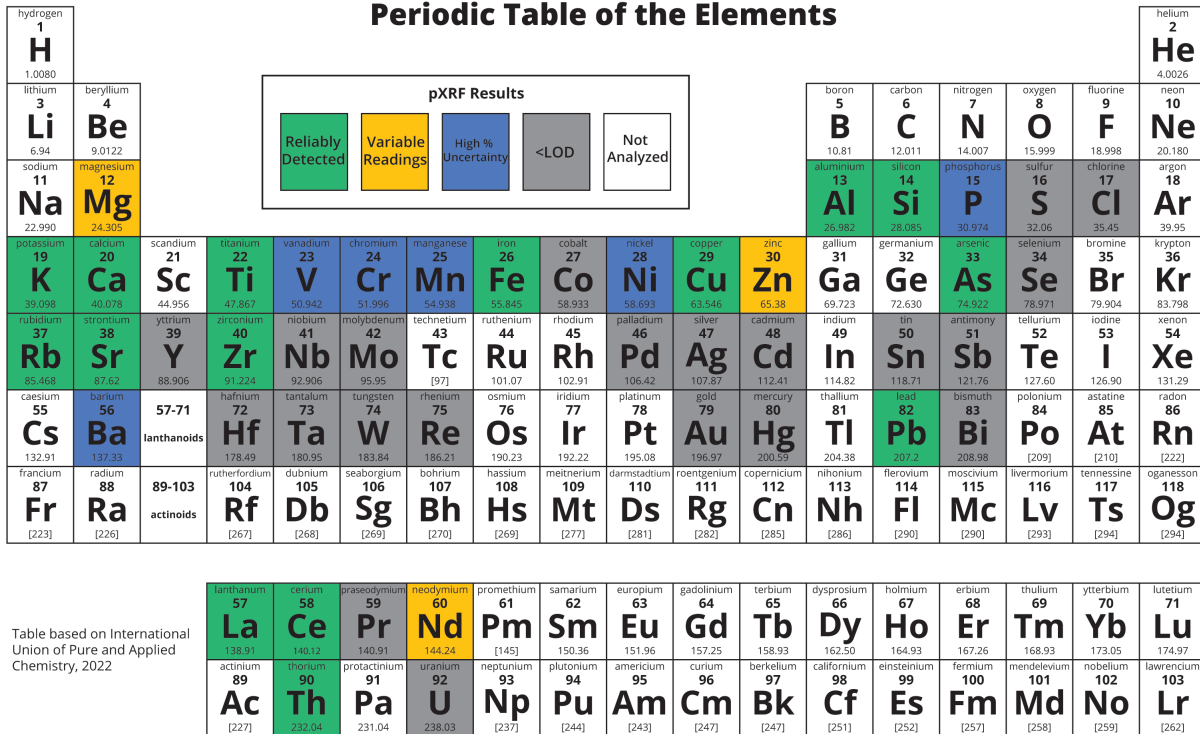 Periodic Table of the Elements
hydrogen helium
1 2
H He
1.0080 4.0026
pXRF Results
Reliably Detected
Variable Readings
High % Uncertainty
<LOD
Not Analyzed
lithium beryllium boron carbon nitrogen oxygen fluorine neon
3 4 5 6 7 8 9 10
Li Be B C N O F Ne
6.94 9.0122 10.81 12.011 14.007 15.999 18.998 20.180
sodium magnesium aluminium silicon phosphorus sulfur chlorine argon
11 12 13 14 15 16 17 18
Na Mg Al Si P S Cl Ar
22.990 24.305 26.982 28.085 30.974 32.06 35.45 39.95
potassium calcium scandium titanium vanadium chromium manganese iron cobalt nickel copper zinc gallium germanium arsenic selenium bromine krypton
19 20 21 22 23 24 25 26 27 28 29 30 31 32 33 34 35 36
K Ca Sc Ti V Cr Mn Fe Co Ni Cu Zn Ga Ge As Se Br Kr
39.098 40.078 44.956 47.867 50.942 51.996 54.938 55.845 58.933 58.693 63.546 65.38 69.723 72.630 74.922 78.971 79.904 83.798
rubidium strontium yttrium zirconium niobium molybdenum technetium ruthenium rhodium palladium silver cadmium indium tin antimony tellurium iodine xenon
37 38 39 40 41 42 43 44 45 46 47 48 49 50 51 52 53 54
Rb Sr Y Zr Nb Mo Tc Ru Rh Pd Ag Cd In Sn Sb Te I Xe
85.468 87.62 88.906 91.224 92.906 95.95 [97] 101.07 102.91 106.42 107.87 112.41 114.82 118.71 121.76 127.60 126.90 131.29
caesium barium hafnium tantalum tungsten rhenium osmium iridium platinum gold mercury thallium lead bismuth polonium astatine radon
55 56 57-71 72 73 74 75 76 77 78 79 80 81 82 83 84 85 86
Cs Ba lanthanoids Hf Ta W Re Os Ir Pt Au Hg Tl Pb Bi Po At Rn
132.91 137.33 178.49 180.95 183.84 186.21 190.23 192.22 195.08 196.97 200.59 204.38 207.2 208.98 [209] [210] [222]
francium radium rutherfordium dubnium seaborgium bohrium hassium meitnerium darmstadtium roentgenium copernicium nihonium flerovium moscivium livermorium tennessine oganesson
87 88 89-103 104 105 106 107 108 109 110 111 112 113 114 115 116 117 118
Fr Ra actinoids Rf Db Sg Bh Hs Mt Ds Rg Cn Nh Fl Mc Lv Ts Og
[223] [226] [267] [268] [269] [270] [269] [277] [281] [282] [285] [286] [290] [290] [293] [294] [294]
lanthanum cerium praseodymium neodymium promethium samarium europium gadolinium terbium dysprosium holmium erbium thulium ytterbium lutetium
57 58 59 60 61 62 63 64 65 66 67 68 69 70 71
La Ce Pr Nd Pm Sm Eu Gd Tb Dy Ho Er Tm Yb Lu
138.91 140.12 140.91 144.24 [145] 150.36 151.96 157.25 158.93 162.50 164.93 167.26 168.93 173.05 174.97
actinium thorium protactinium uranium neptunium plutonium americium curium berkelium californium einsteinium fermium mendelevium nobelium lawrencium
89 90 91 92 93 94 95 96 97 98 99 100 101 102 103
Ac Th Pa U Np Pu Am Cm Bk Cf Es Fm Md No Lr
[227] 232.04 231.04 238.03 [237] [244] [243] [247] [247] [251] [252] [257] [258] [259] [262]
Table based on International
Union of Pure and Applied
Chemistry, 2022